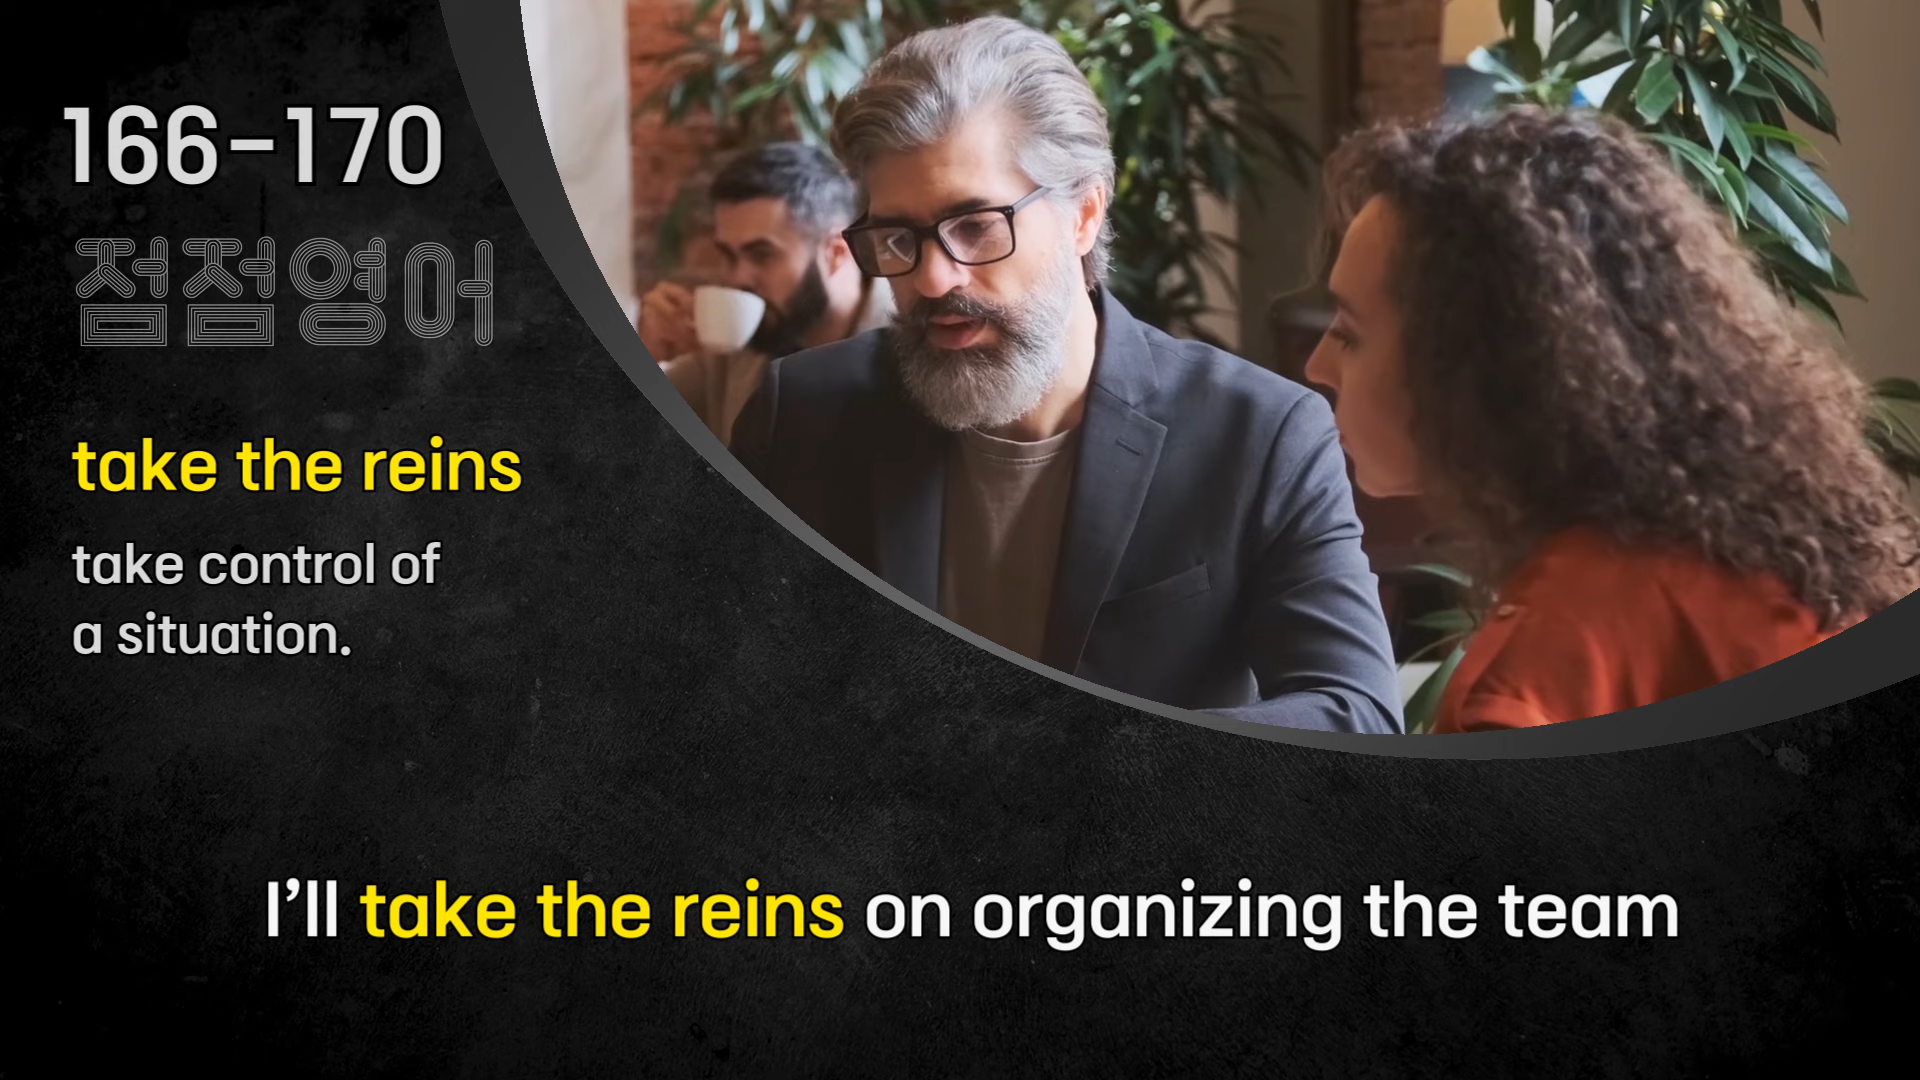 166-170
점점영어
take the reins
take control of
a situation.
I'll take the reins on organizing the team